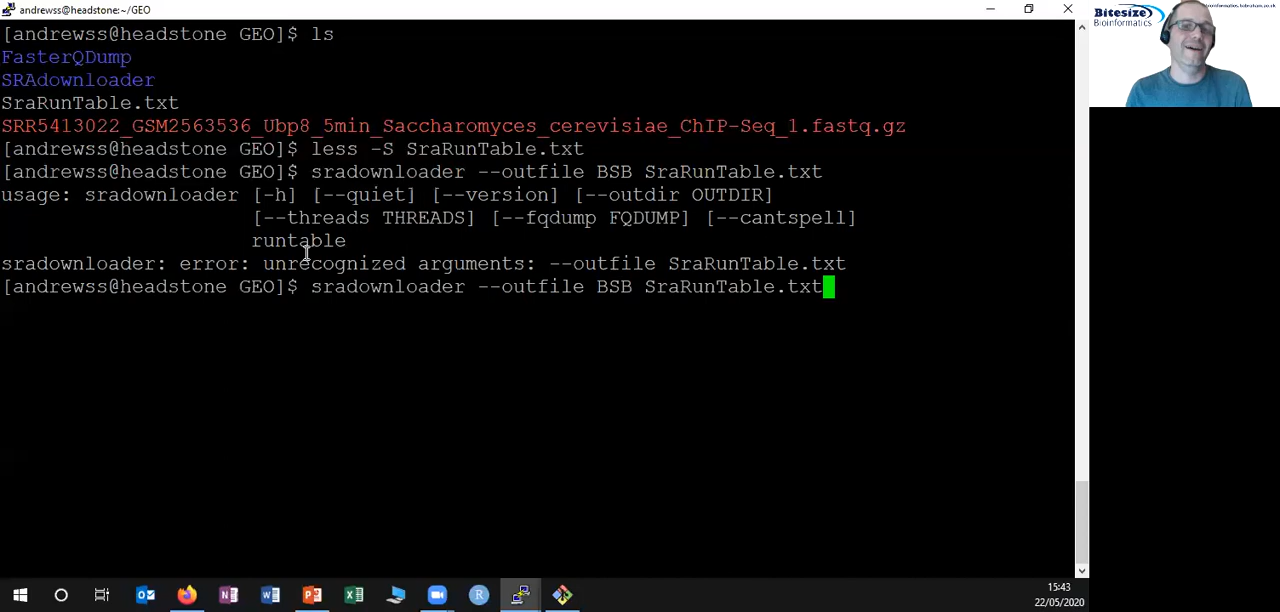 andrewss@headstone:~/GEO
[andrewss@headstone GEO]$ ls
FasterQDump
SRAdownloader
SraRunTable.txt
SRR5413022_GSM2563536_Ubp8_5min_Saccharomyces_cerevisiae_ChIP-Seq_1.fastq.gz
[andrewss@headstone GEO]$ less -S SraRunTable.txt
[andrewss@headstone GEO]$ sradownloader --outfile BSB SraRunTable.txt
usage: sradownloader [-h] [--quiet] [--version] [--outdir OUTDIR]
[--threads THREADS] [--fqdump FQDUMP] [--cantspell]
runtable
sradownloader: error: unrecognized arguments: --outfile SraRunTable.txt
[andrewss@headstone GEO]$ sradownloader --outfile BSB SraRunTable.txt
Bitesize
Bioinformatics
15:43
22/05/2020